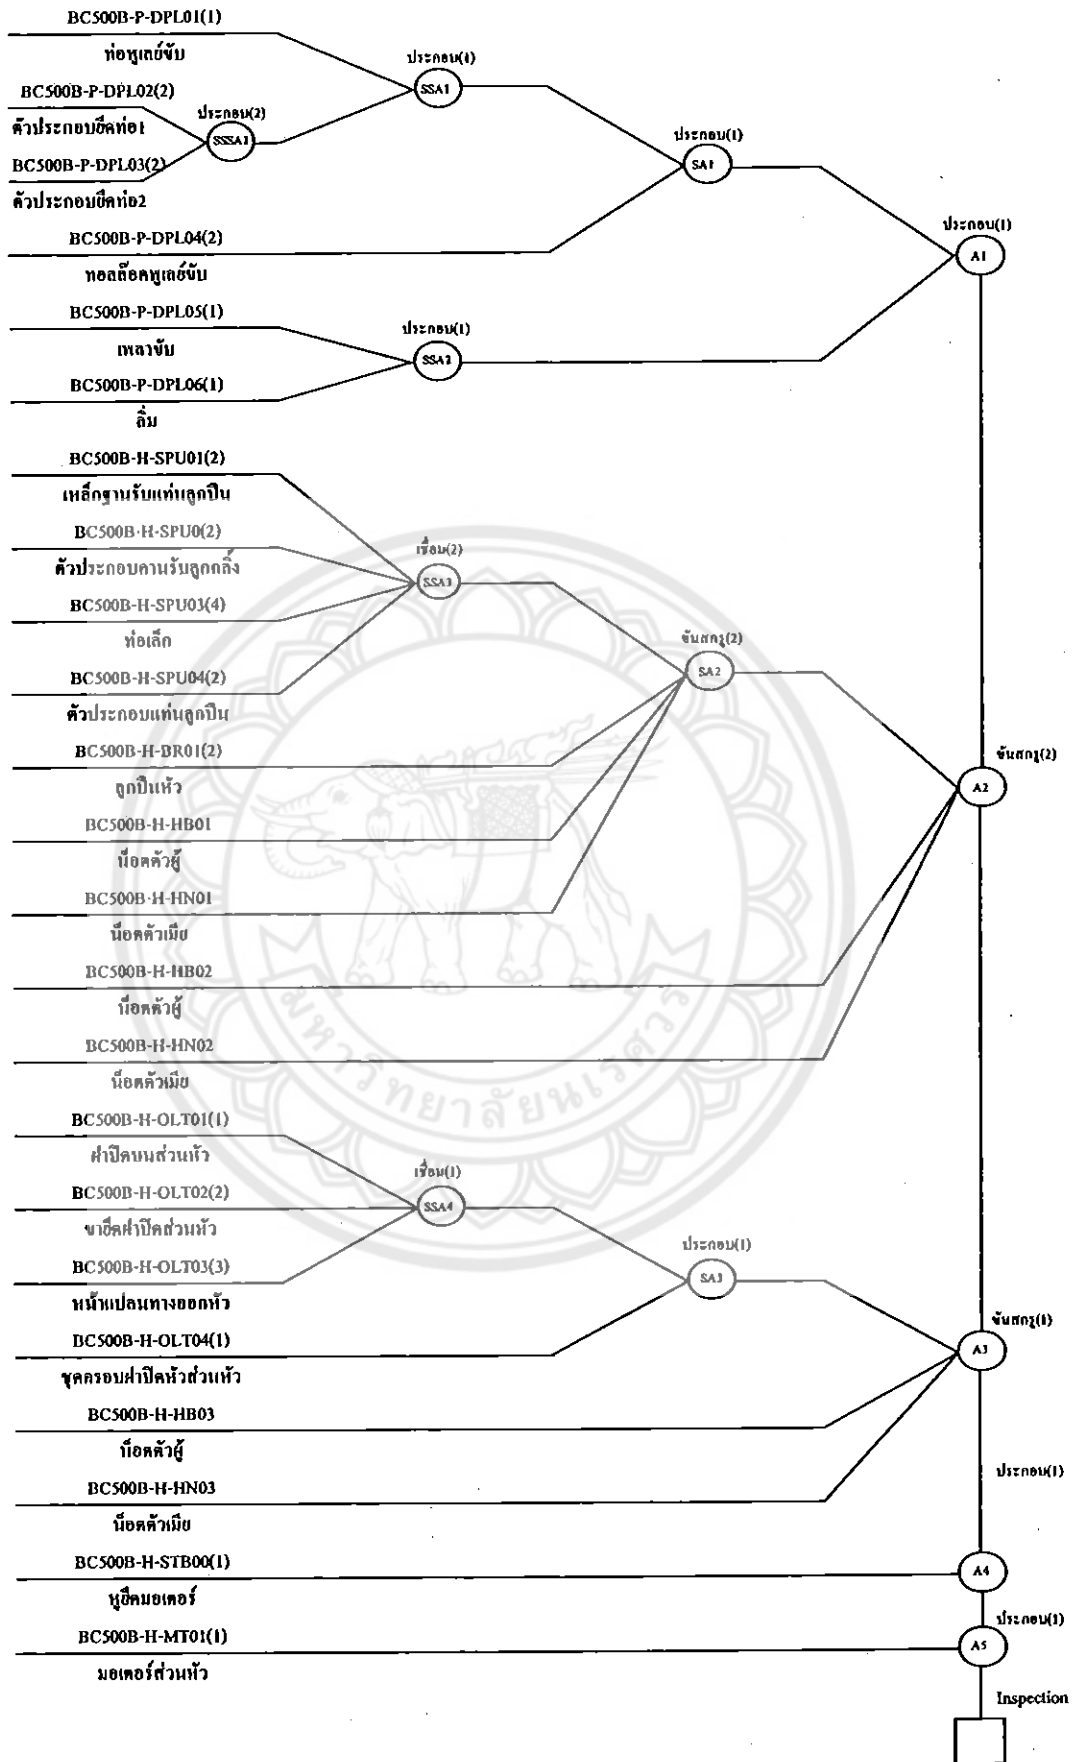 BC500B-P-DPL01(1)
ท่อพูเลย์ขับ
ประกอบ(1)
SSA1
BC500B-P-DPL02(2)
ตัวประกอบยึดท่อ1
ประกอบ(2)
SSSA1
BC500B-P-DPL03(2)
ตัวประกอบยึดท่อ2
ประกอบ(1)
SA1
BC500B-P-DPL04(2)
ทอลล๊อคพูเลย์ขับ
ประกอบ(1)
A1
BC500B-P-DPL05(1)
เพลาขับ
ประกอบ(1)
SSA2
BC500B-P-DPL06(1)
ลิ่ม
BC500B-H-SPU01(2)
เหล็กฐานรับแท่นลูกปืน
BC500B-H-SPU0(2)
ตัวประกอบคานรับลูกกลิ้ง
เชื่อม(2)
SSA3
BC500B-H-SPU03(4)
ท่อเล็ก
BC500B-H-SPU04(2)
ตัวประกอบแท่นลูกปืน
ขันสกรู(2)
SA2
BC500B-H-BR01(2)
ลูกปืนหัว
ขันสกรู(2)
A2
BC500B-H-HB01
น็อตตัวผู้
BC500B-H-HN01
น็อตตัวเมีย
BC500B-H-HB02
น็อตตัวผู้
BC500B-H-HN02
น็อตตัวเมีย
มหาวิทยาลัยนเรศวร
BC500B-H-OLT01(1)
ฝาปิดบนส่วนหัว
เชื่อม(1)
SSA4
BC500B-H-OLT02(2)
ขายึดฝาปิดส่วนหัว
BC500B-H-OLT03(3)
หน้าแปลนทางออกหัว
ประกอบ(1)
SA3
BC500B-H-OLT04(1)
ชุดครอบฝาปิดหัวส่วนหัว
ขันสกรู(1)
A3
BC500B-H-HB03
น็อตตัวผู้
BC500B-H-HN03
น็อตตัวเมีย
ประกอบ(1)
BC500B-H-STB00(1)
หูยึดมอเตอร์
A4
BC500B-H-MT01(1)
มอเตอร์ส่วนหัว
ประกอบ(1)
A5
Inspection